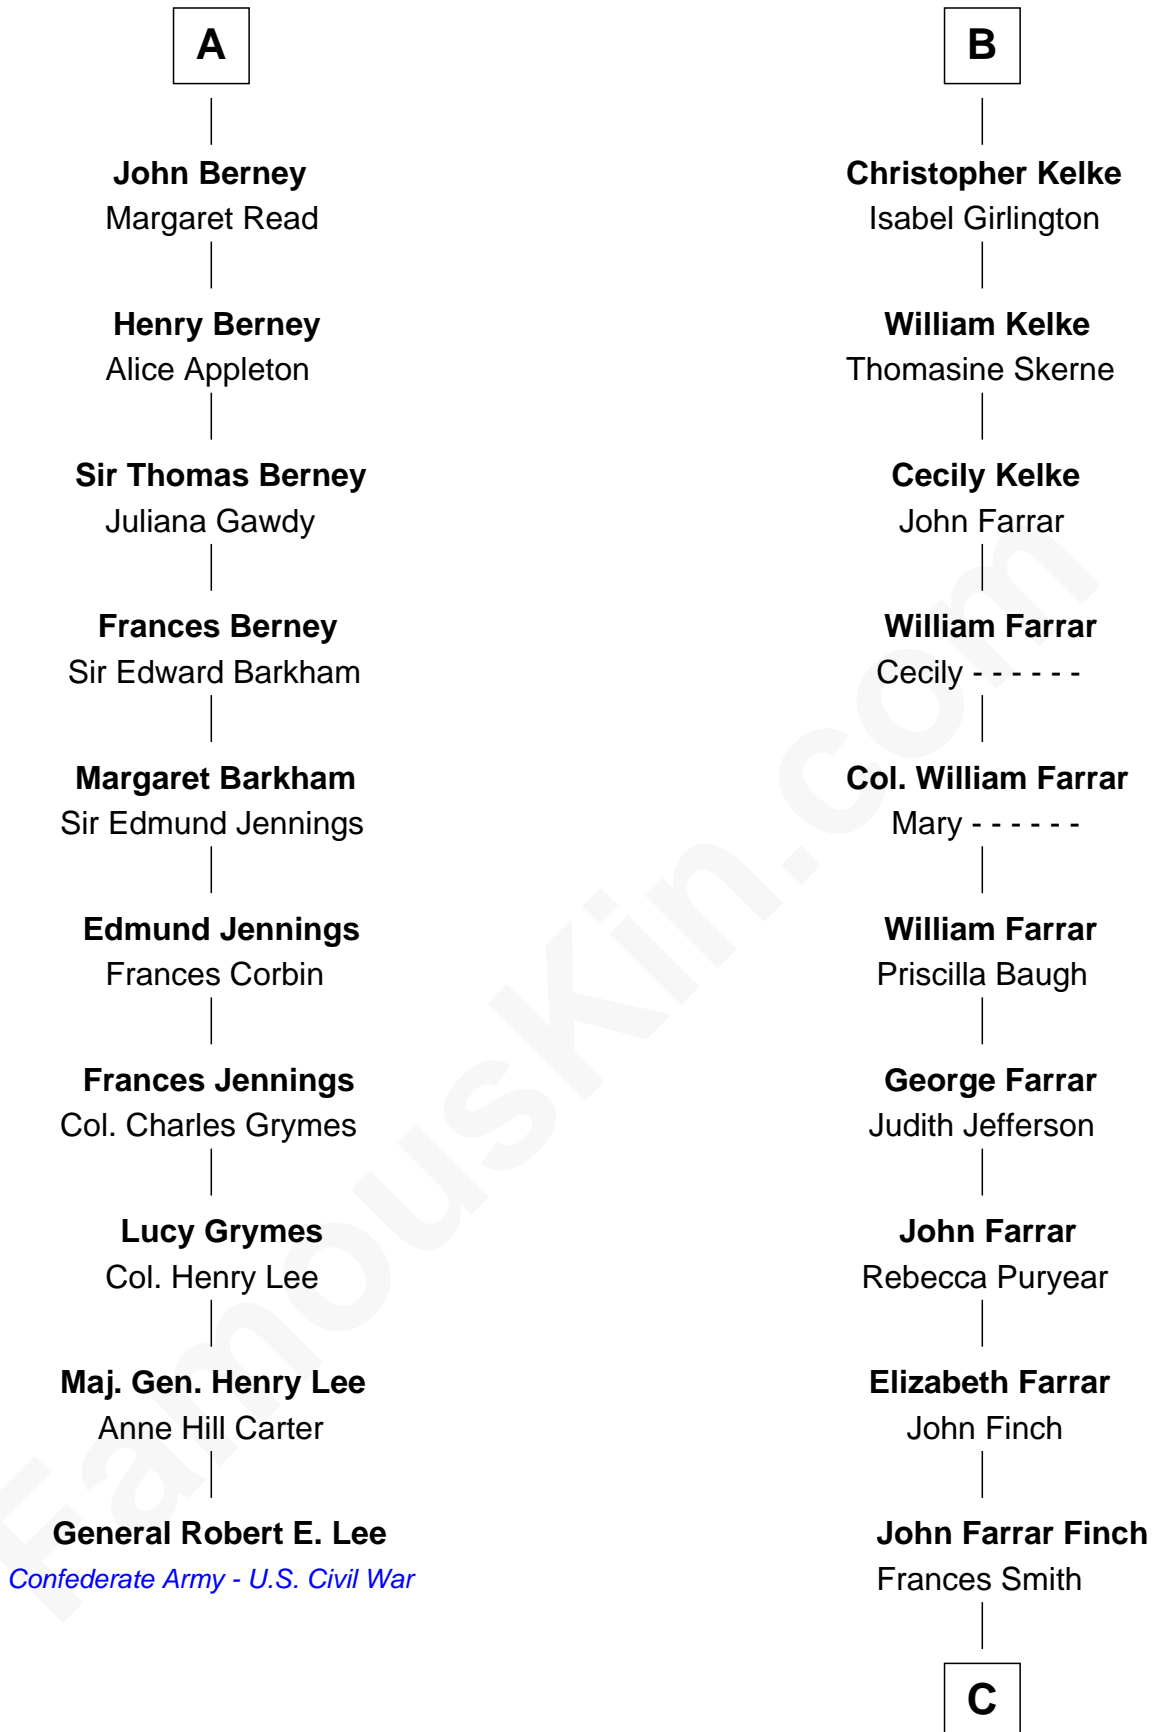 A
John Berney
Margaret Read
Henry Berney
Alice Appleton
Sir Thomas Berney
Juliana Gawdy
Frances Berney
Sir Edward Barkham
Margaret Barkham
Sir Edmund Jennings
Edmund Jennings
Frances Corbin
Frances Jennings
Col. Charles Grymes
Lucy Grymes
Col. Henry Lee
Maj. Gen. Henry Lee
Anne Hill Carter
General Robert E. Lee
Confederate Army - U.S. Civil War
B
Christopher Kelke
Isabel Girlington
William Kelke
Thomasine Skerne
Cecily Kelke
John Farrar
William Farrar
Cecily - - - - - -
Col. William Farrar
Mary - - - - - -
William Farrar
Priscilla Baugh
George Farrar
Judith Jefferson
John Farrar
Rebecca Puryear
Elizabeth Farrar
John Finch
John Farrar Finch
Frances Smith
C
FamousKin.com